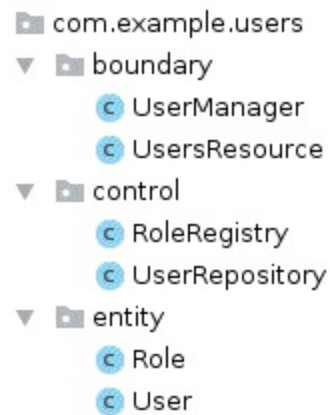 com.example.users
boundary
C UserManager
C UsersResource
control
C RoleRegistry
C UserRepository
entity
C Role
C User